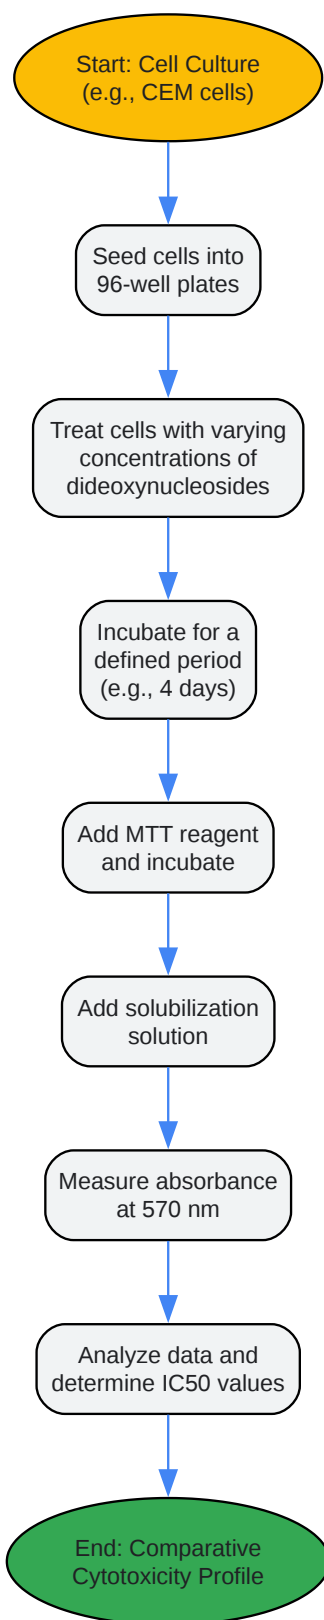 Start: Cell Culture
(e.g., CEM cells)
Seed cells into
96-well plates
Treat cells with varying
concentrations of
dideoxynucleosides
Incubate for a
defined period
(e.g., 4 days)
Add MTT reagent
and incubate
Add solubilization
solution
Measure absorbance
at 570 nm
Analyze data and
determine IC50 values
End: Comparative
Cytotoxicity Profile